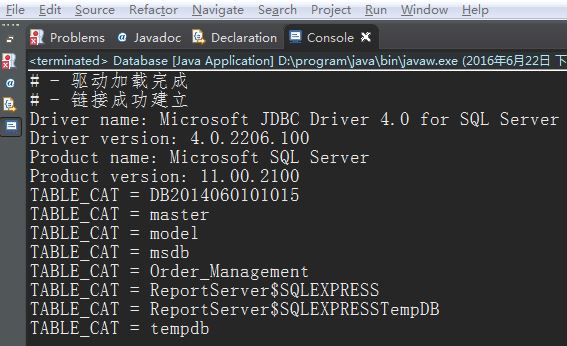 File Edit Source Refactor Navigate Search Project Run Window Help
Problems @ Javadoc Declaration Console
<terminated> Database [Java Application] D:\program\java\bin\javaw.exe (2016年6月22日 下
# - 驱动加载完成
# - 链接成功建立
Driver name: Microsoft JDBC Driver 4.0 for SQL Server
Driver version: 4.0.2206.100
Product name: Microsoft SQL Server
Product version: 11.00.2100
TABLE_CAT = DB2014060101015
TABLE_CAT = master
TABLE_CAT = model
TABLE_CAT = msdb
TABLE_CAT = Order_Management
TABLE_CAT = ReportServer$SQLEXPRESS
TABLE_CAT = ReportServer$SQLEXPRESSTempDB
TABLE_CAT = tempdb